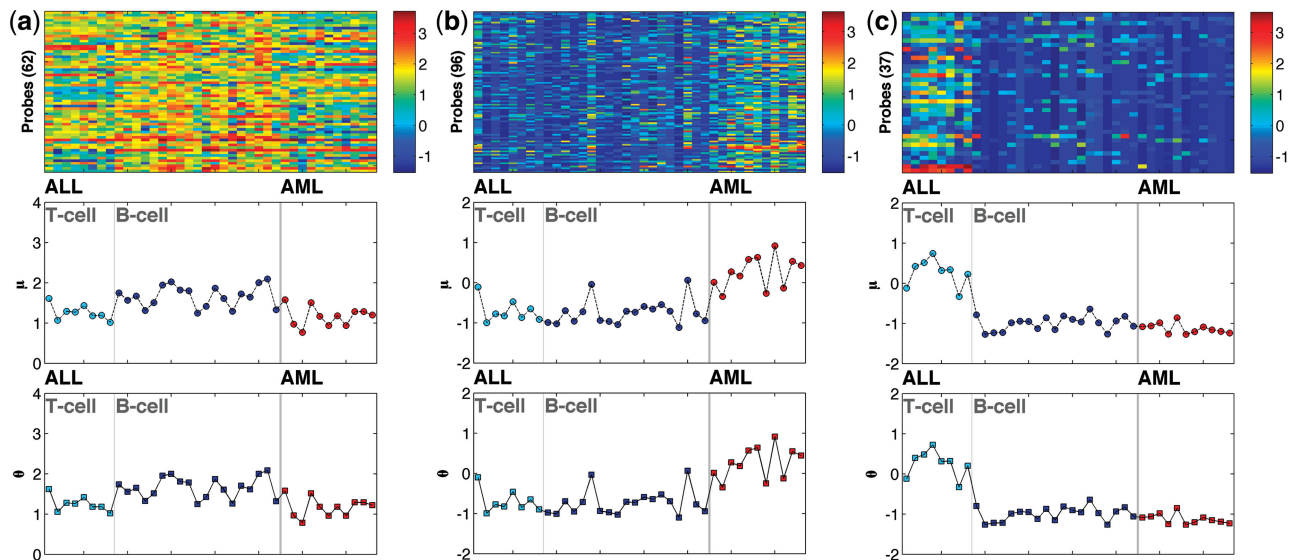 (a)
Probes (62)
3
2
1
0
-1
ALL
AML
4
3
2
1
0
μ
T-cell
B-cell
ALL
AML
4
3
2
1
0
θ
T-cell
B-cell
(b)
Probes (96)
3
2
1
0
-1
ALL
AML
2
1
0
-1
-2
μ
T-cell
B-cell
ALL
AML
2
1
0
-1
-2
θ
T-cell
B-cell
(c)
Probes (37)
3
2
1
0
-1
ALL
AML
2
1
0
-1
-2
μ
T-cell
B-cell
ALL
AML
2
1
0
-1
-2
θ
T-cell
B-cell